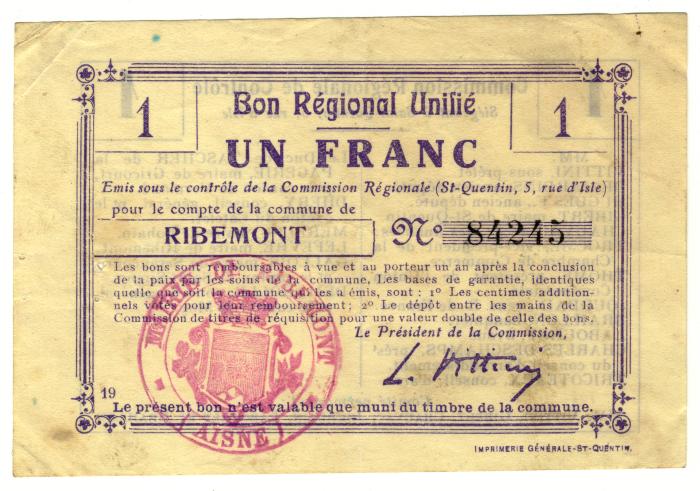 1
Bon Régional Unifié
1
UN FRANC
Emis sous le contrôle de la Commission Régionale (St-Quentin, 5, rue d'Isle)
pour le compte de la commune de
RIBEMONT
No 84245
Les bons sont remboursables à vue et au porteur un an après la conclusion
de la paix par les soins de la commune, Les bases de garantie, identiques
quelle que soit la commune qui les a émis, sont : 1o Les centimes addition-
nels votés pour leur remboursement; 2o Le dépôt entre les mains de la
Commission de titres de réquisition pour une valeur double de celle des bons.
Le Président de la Commission,
MAIRIE DE RIBEMONT
(AISNE)
19
Le présent bon n'est valable que muni du timbre de la commune.
IMPRIMERIE GÉNÉRALE-ST-QUENTIN.